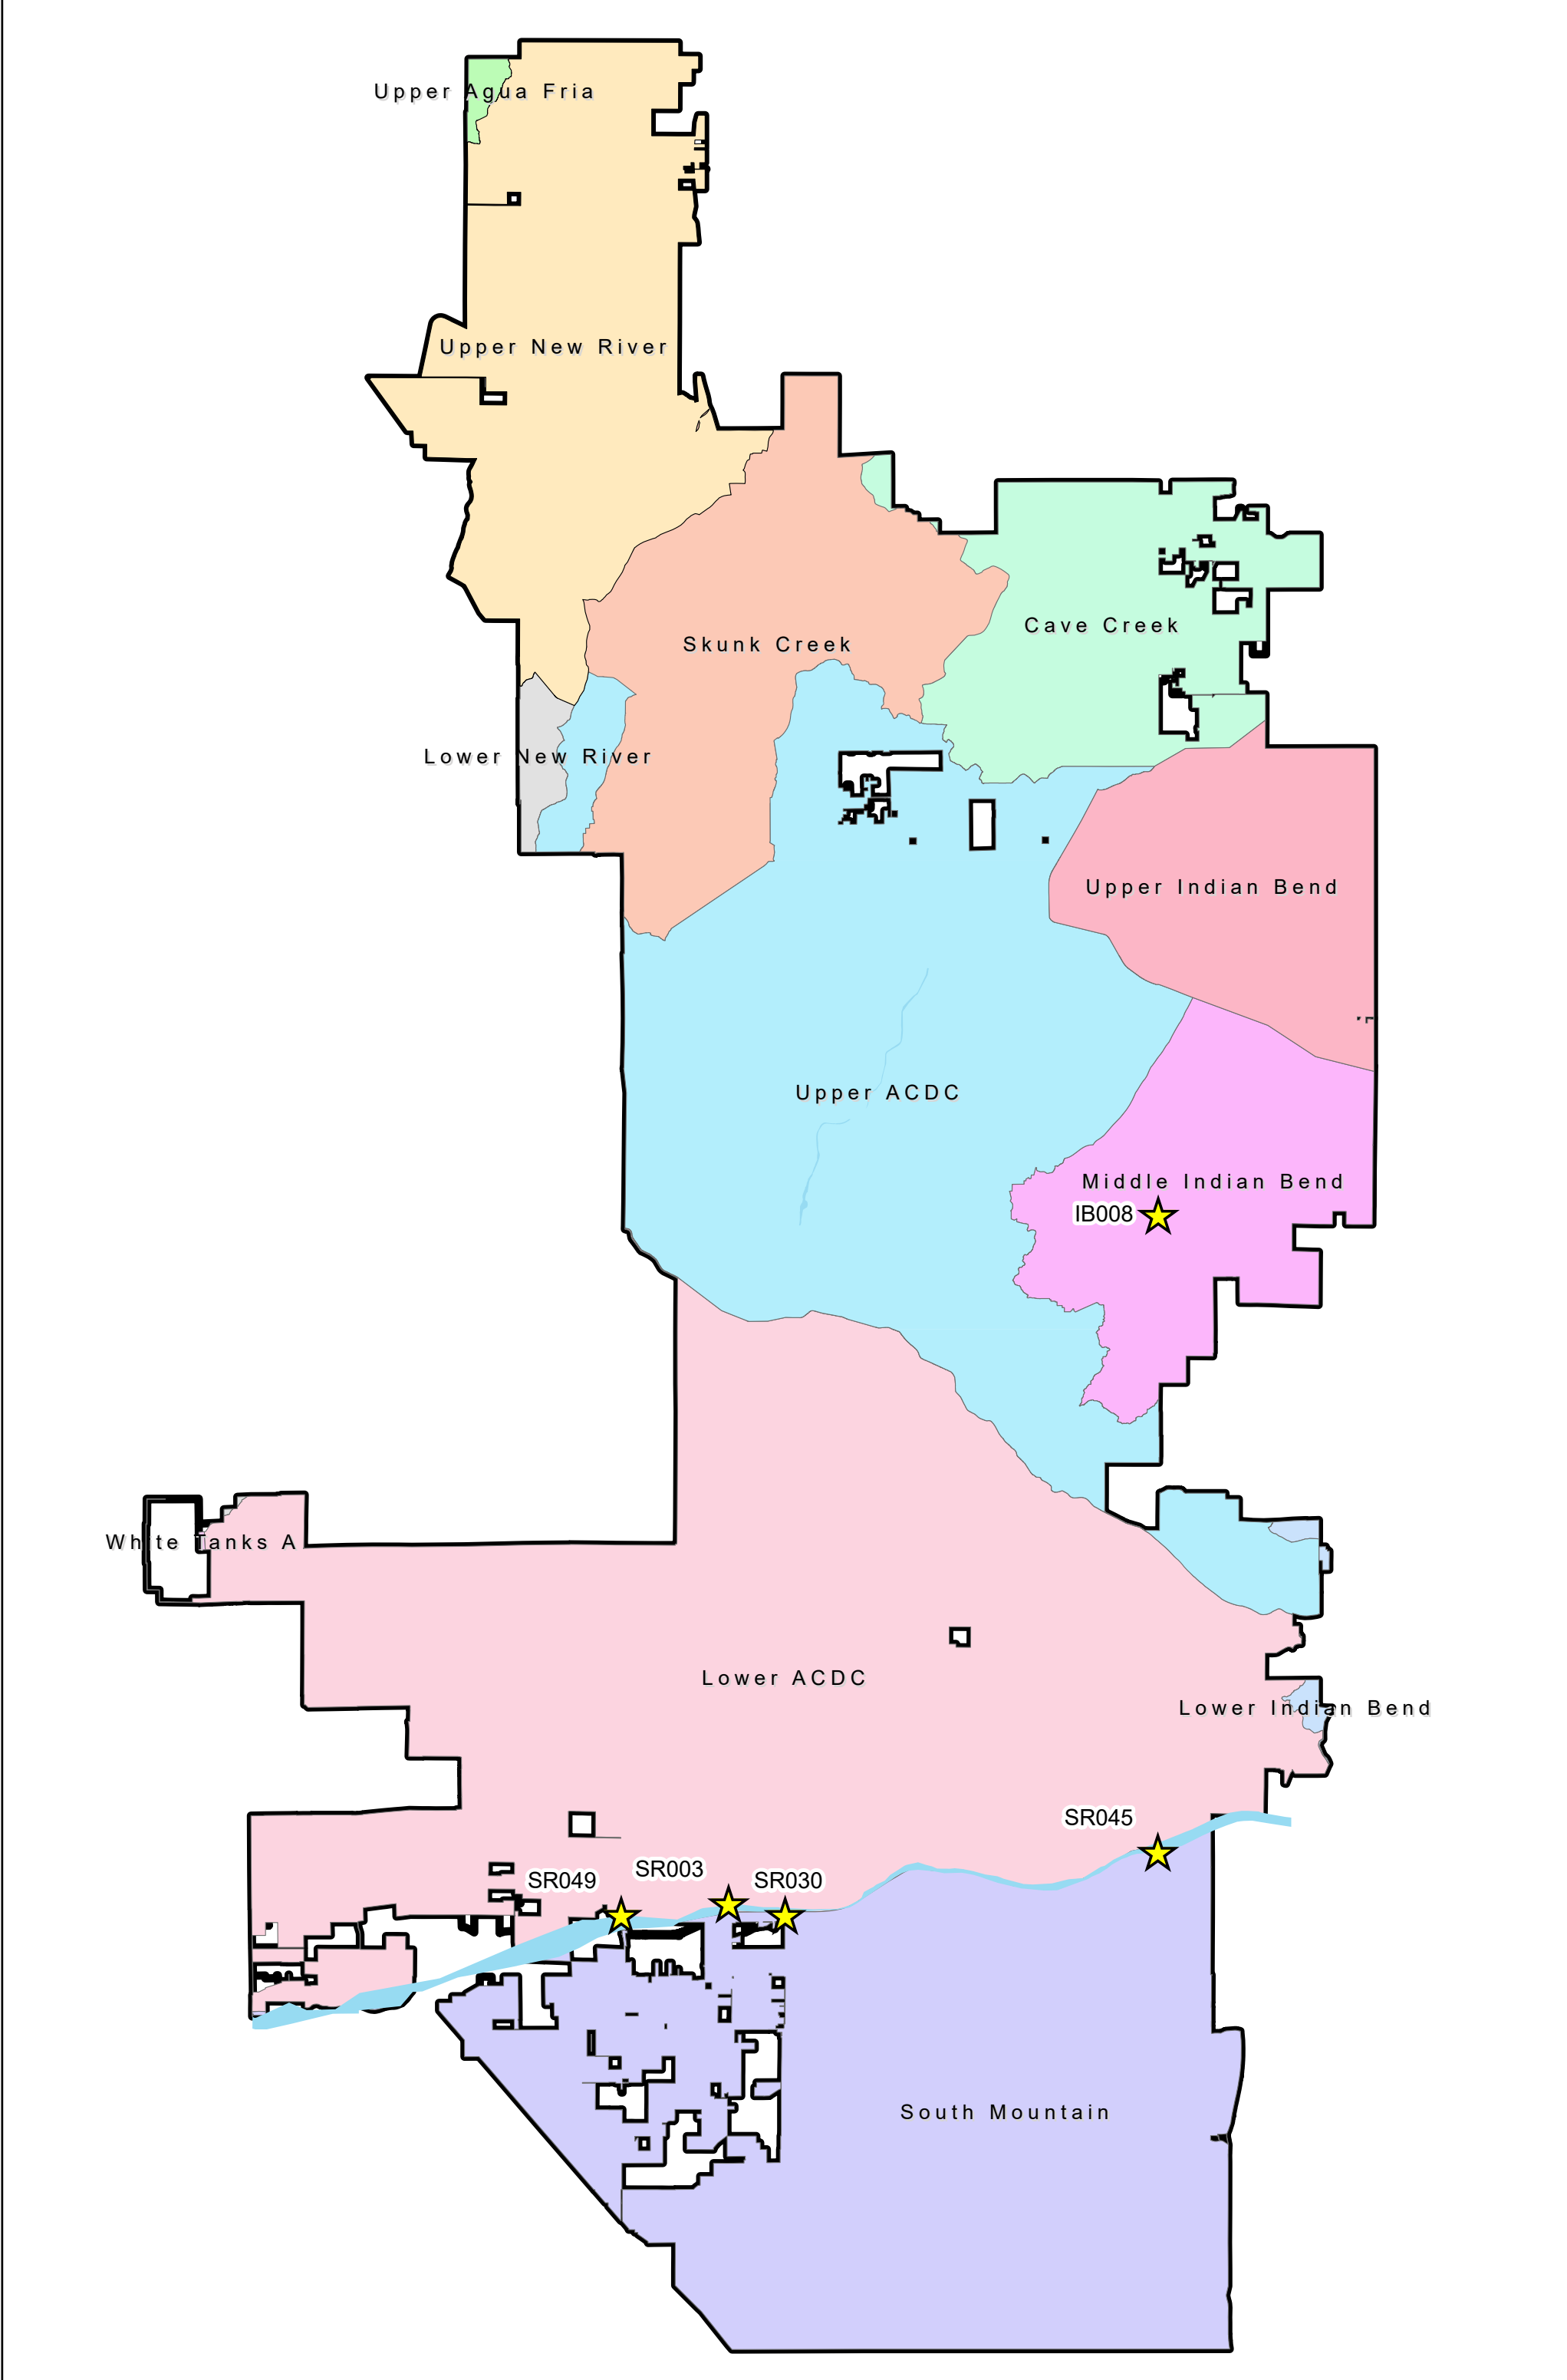 Upper Agua Fria
Upper New River
Cave Creek
Skunk Creek
Lower New River
Upper Indian Bend
Upper ACDC
Middle Indian Bend
IB008
White Tanks A
Lower ACDC
Lower Indian Bend
SR045
SR003
SR049
SR030
South Mountain